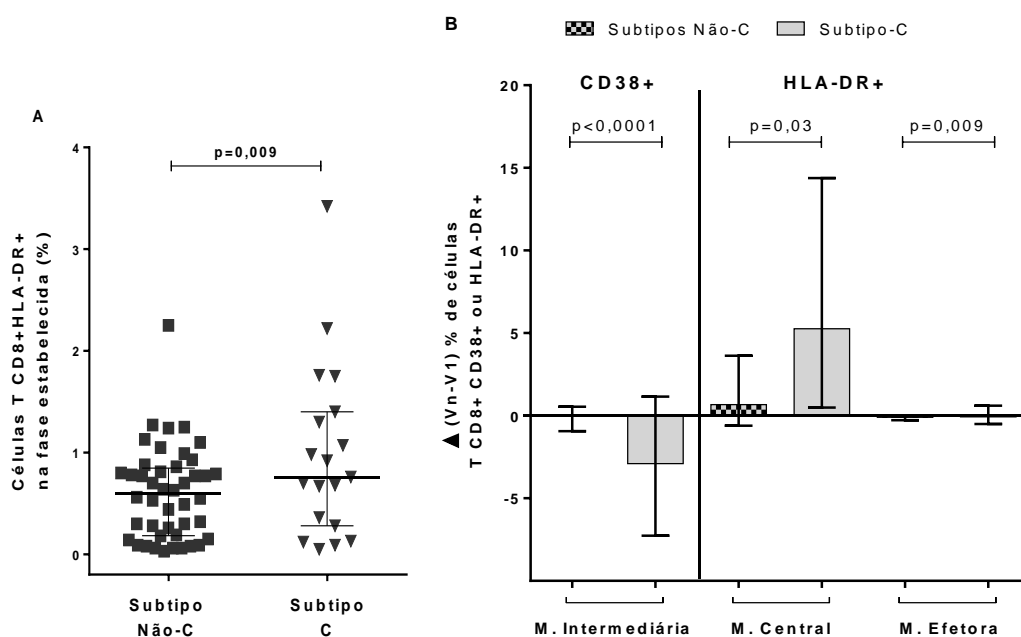 A
p=0,009
Células T CD8+HLA-DR+
na fase estabelecida (%)
4
3
2
1
0
Subtipo
Não-C
Subtipo
C
B
Subtipos Não-C
Subtipo-C
CD38+
HLA-DR+
p<0,0001
p=0,03
p=0,009
▲ (Vn-V1) % de células
T CD8+ CD38+ ou HLA-DR+
20
15
10
5
0
-5
M. Intermediária
M. Central
M. Efetora